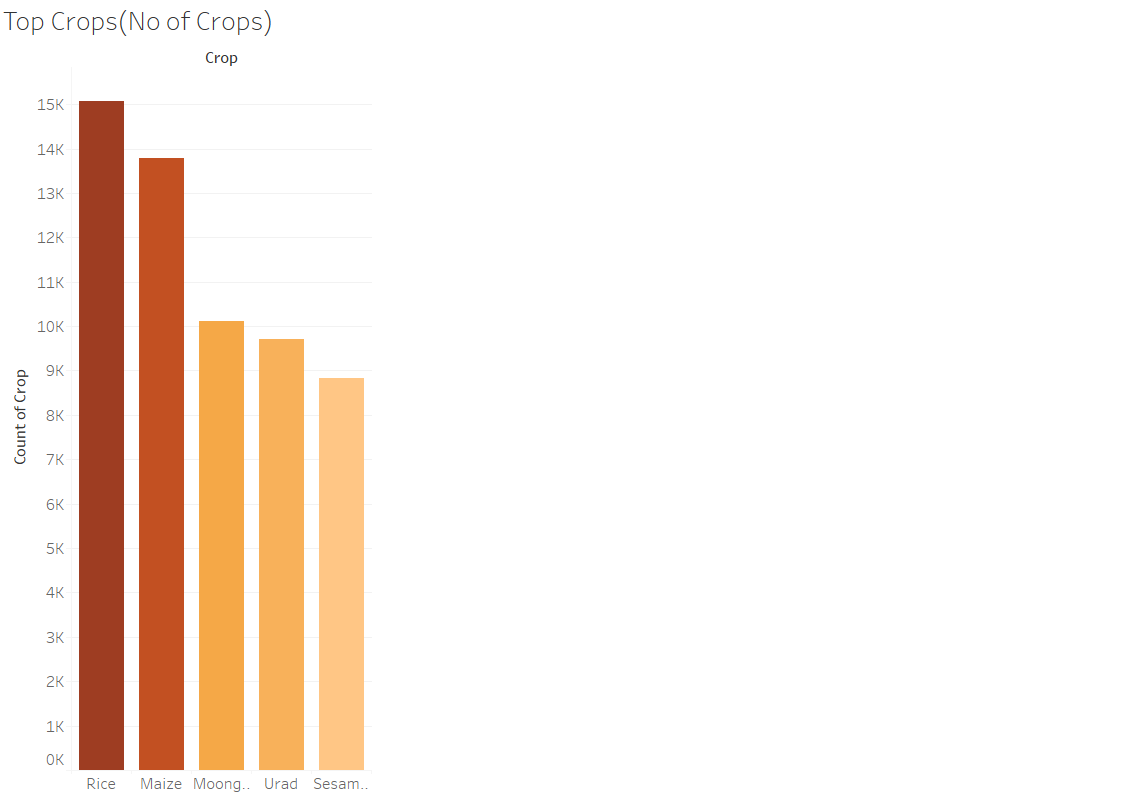 Top Crops(No of Crops)
Crop
15K
14K
13K
12K
11K
10K
9K
8K
7K
6K
5K
4K
3K
2K
1K
0K
Count of Crop
Rice Maize Moong.. Urad Sesam..